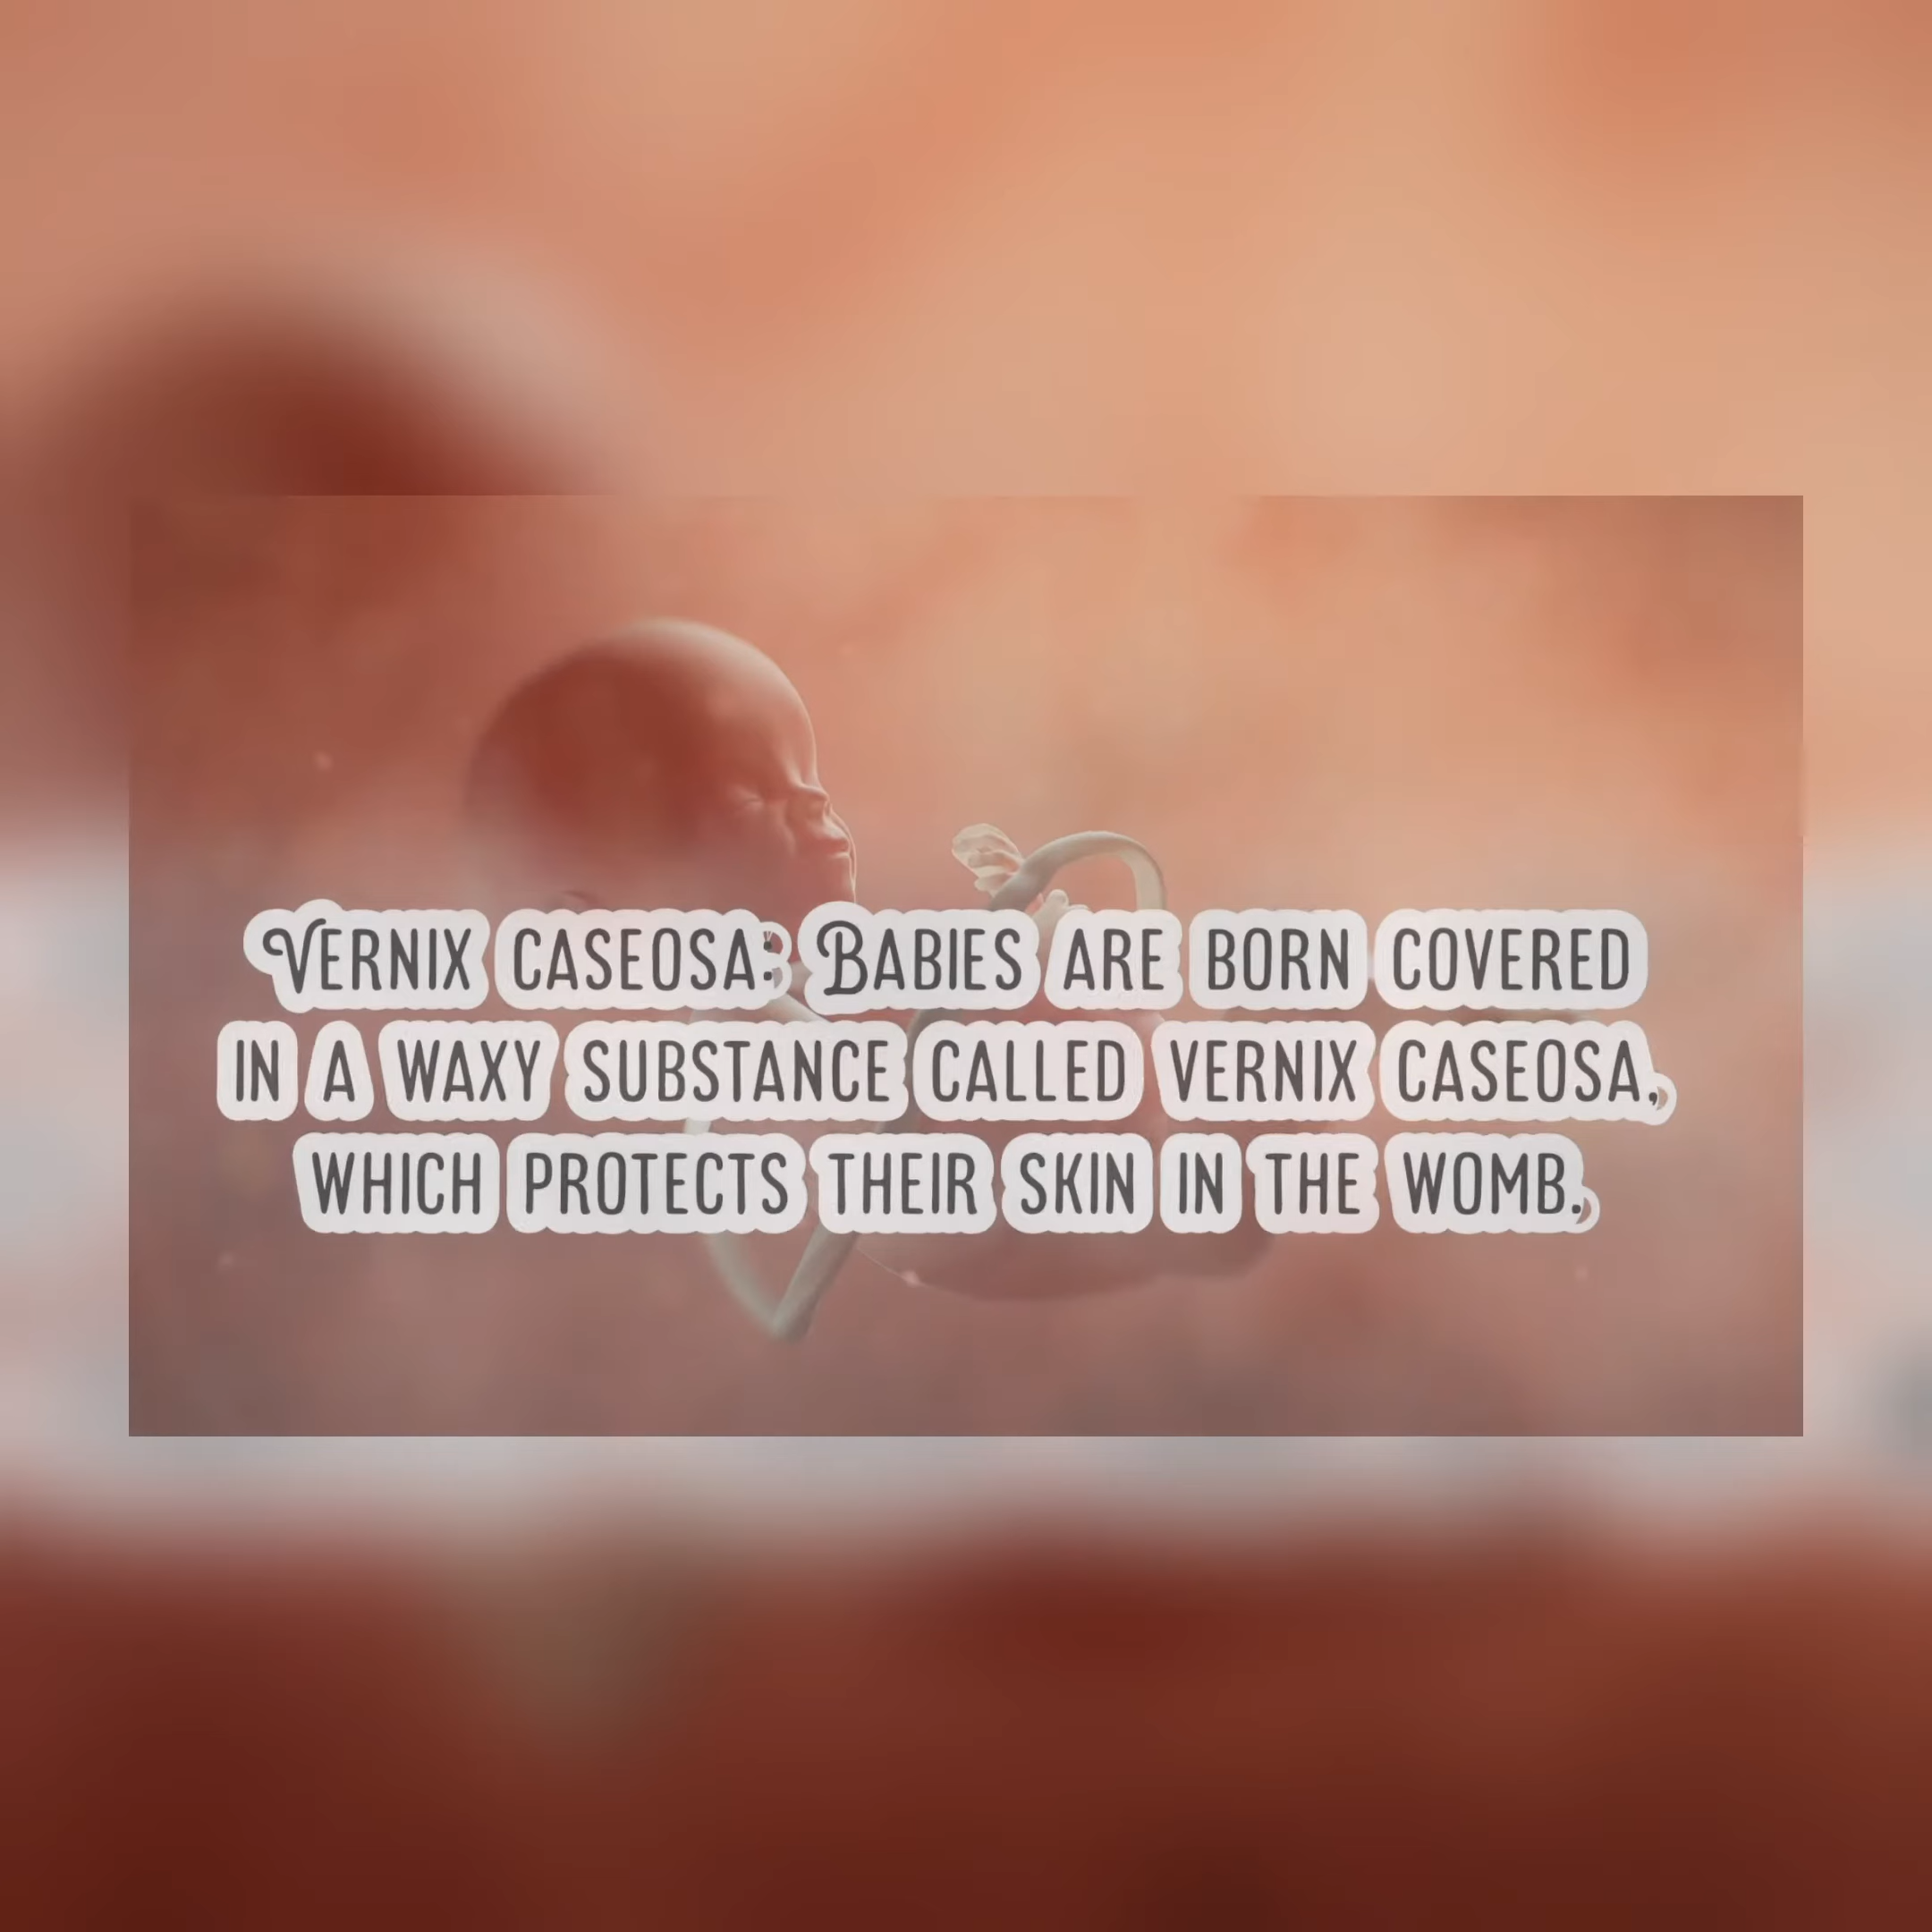 Vernix caseosa: Babies are born covered
in a waxy substance called vernix caseosa,
which protects their skin in the womb.